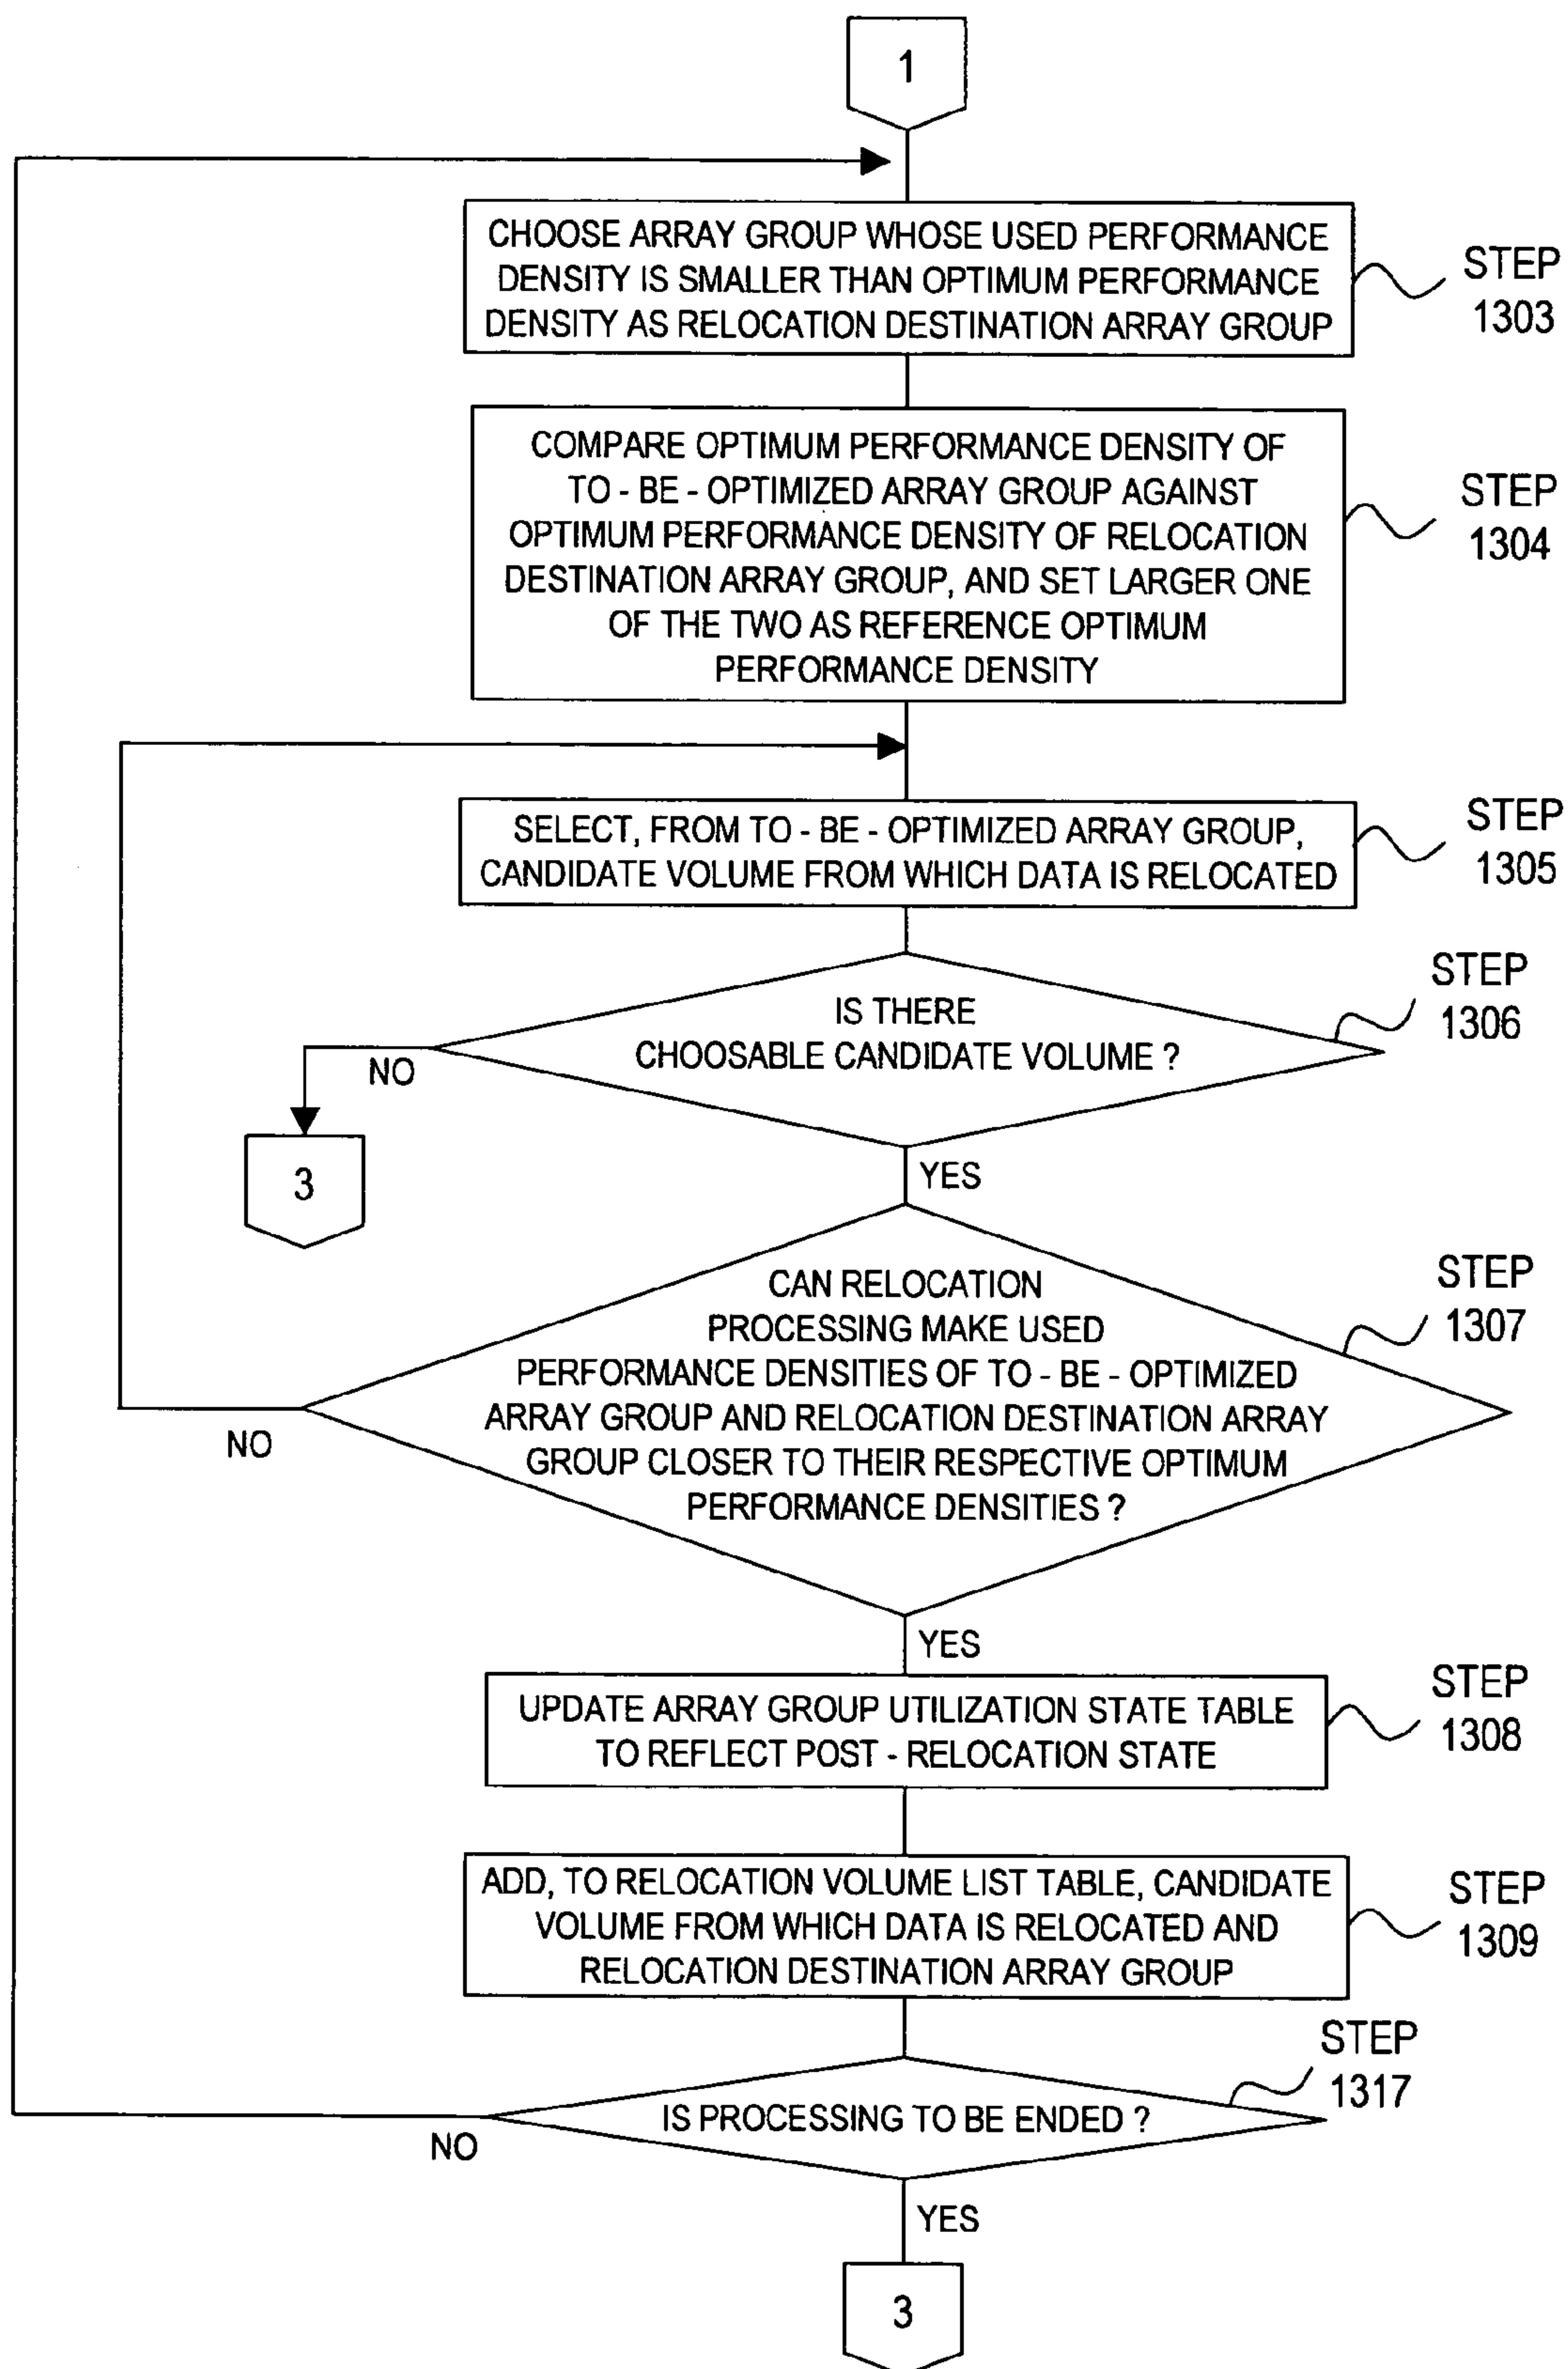 1
CHOOSE ARRAY GROUP WHOSE USED PERFORMANCE
DENSITY IS SMALLER THAN OPTIMUM PERFORMANCE
DENSITY AS RELOCATION DESTINATION ARRAY GROUP
STEP
1303
COMPARE OPTIMUM PERFORMANCE DENSITY OF
TO - BE - OPTIMIZED ARRAY GROUP AGAINST
OPTIMUM PERFORMANCE DENSITY OF RELOCATION
DESTINATION ARRAY GROUP, AND SET LARGER ONE
OF THE TWO AS REFERENCE OPTIMUM
PERFORMANCE DENSITY
STEP
1304
SELECT, FROM TO - BE - OPTIMIZED ARRAY GROUP,
CANDIDATE VOLUME FROM WHICH DATA IS RELOCATED
STEP
1305
IS THERE
CHOOSABLE CANDIDATE VOLUME ?
STEP
1306
NO
3
YES
CAN RELOCATION
PROCESSING MAKE USED
PERFORMANCE DENSITIES OF TO - BE - OPTIMIZED
ARRAY GROUP AND RELOCATION DESTINATION ARRAY
GROUP CLOSER TO THEIR RESPECTIVE OPTIMUM
PERFORMANCE DENSITIES ?
STEP
1307
NO
YES
UPDATE ARRAY GROUP UTILIZATION STATE TABLE
TO REFLECT POST - RELOCATION STATE
STEP
1308
ADD, TO RELOCATION VOLUME LIST TABLE, CANDIDATE
VOLUME FROM WHICH DATA IS RELOCATED AND
RELOCATION DESTINATION ARRAY GROUP
STEP
1309
IS PROCESSING TO BE ENDED ?
STEP
1317
NO
YES
3